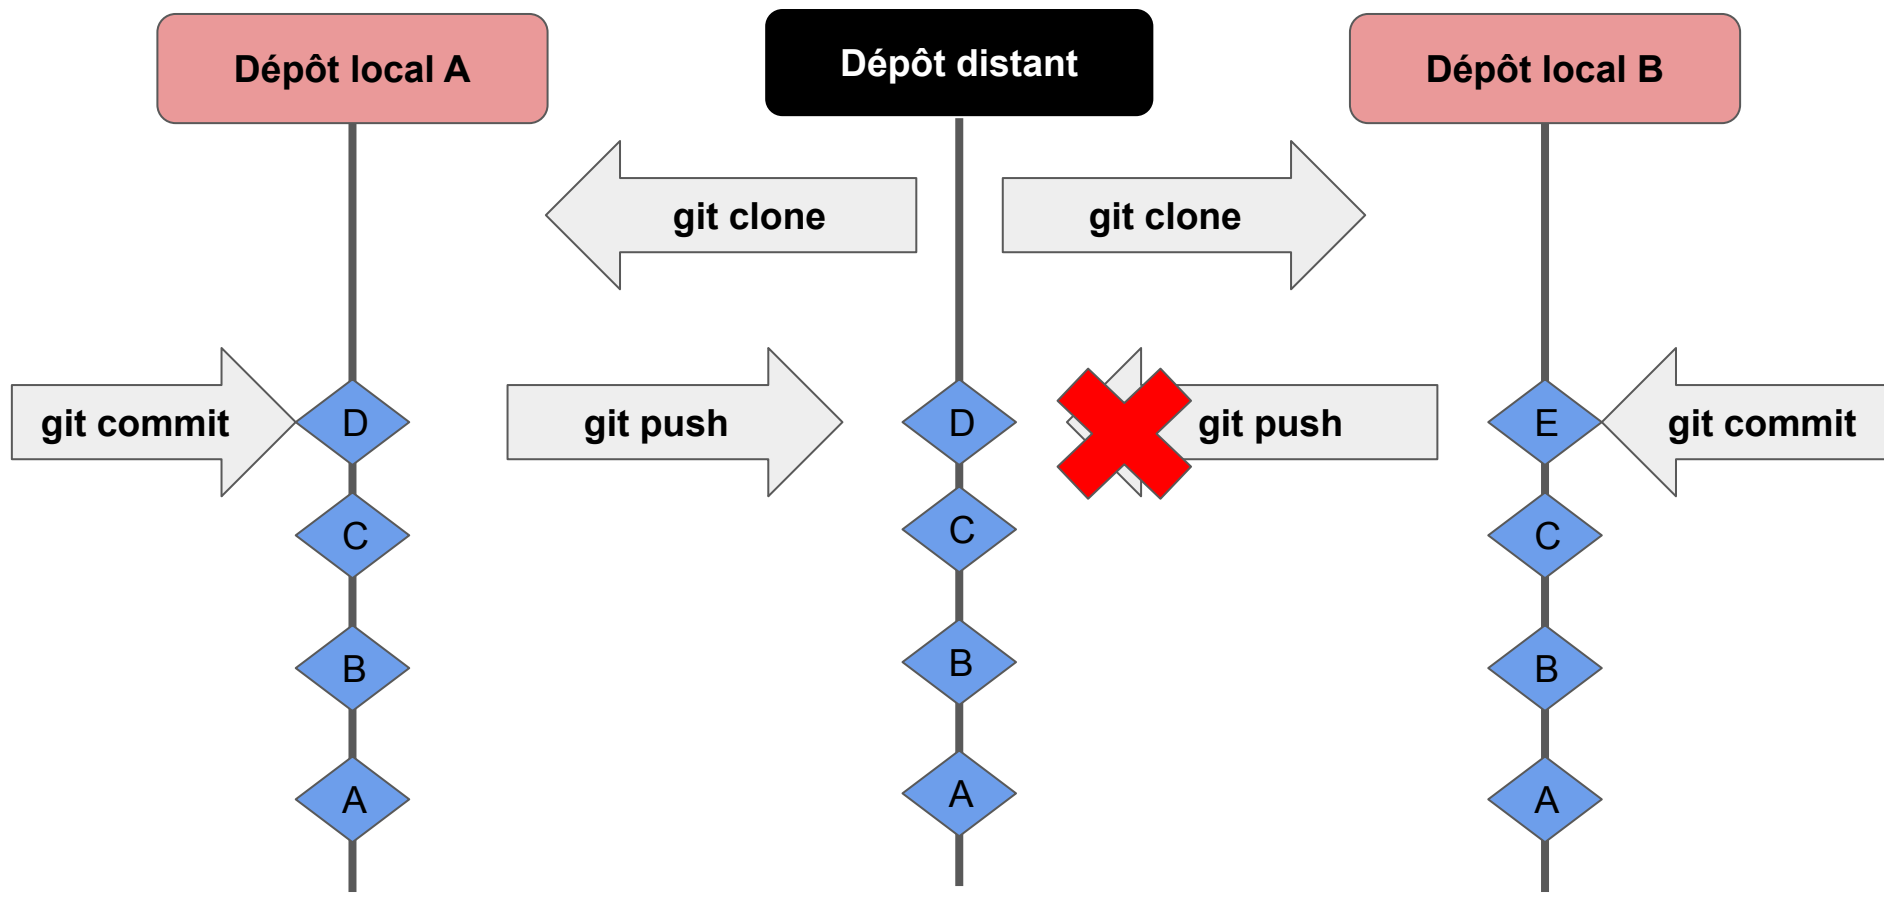 Dépôt local A
Dépôt distant
Dépôt local B
git clone
git clone
git commit
D
git push
D
git push
E
git commit
C
C
C
B
B
B
A
A
A